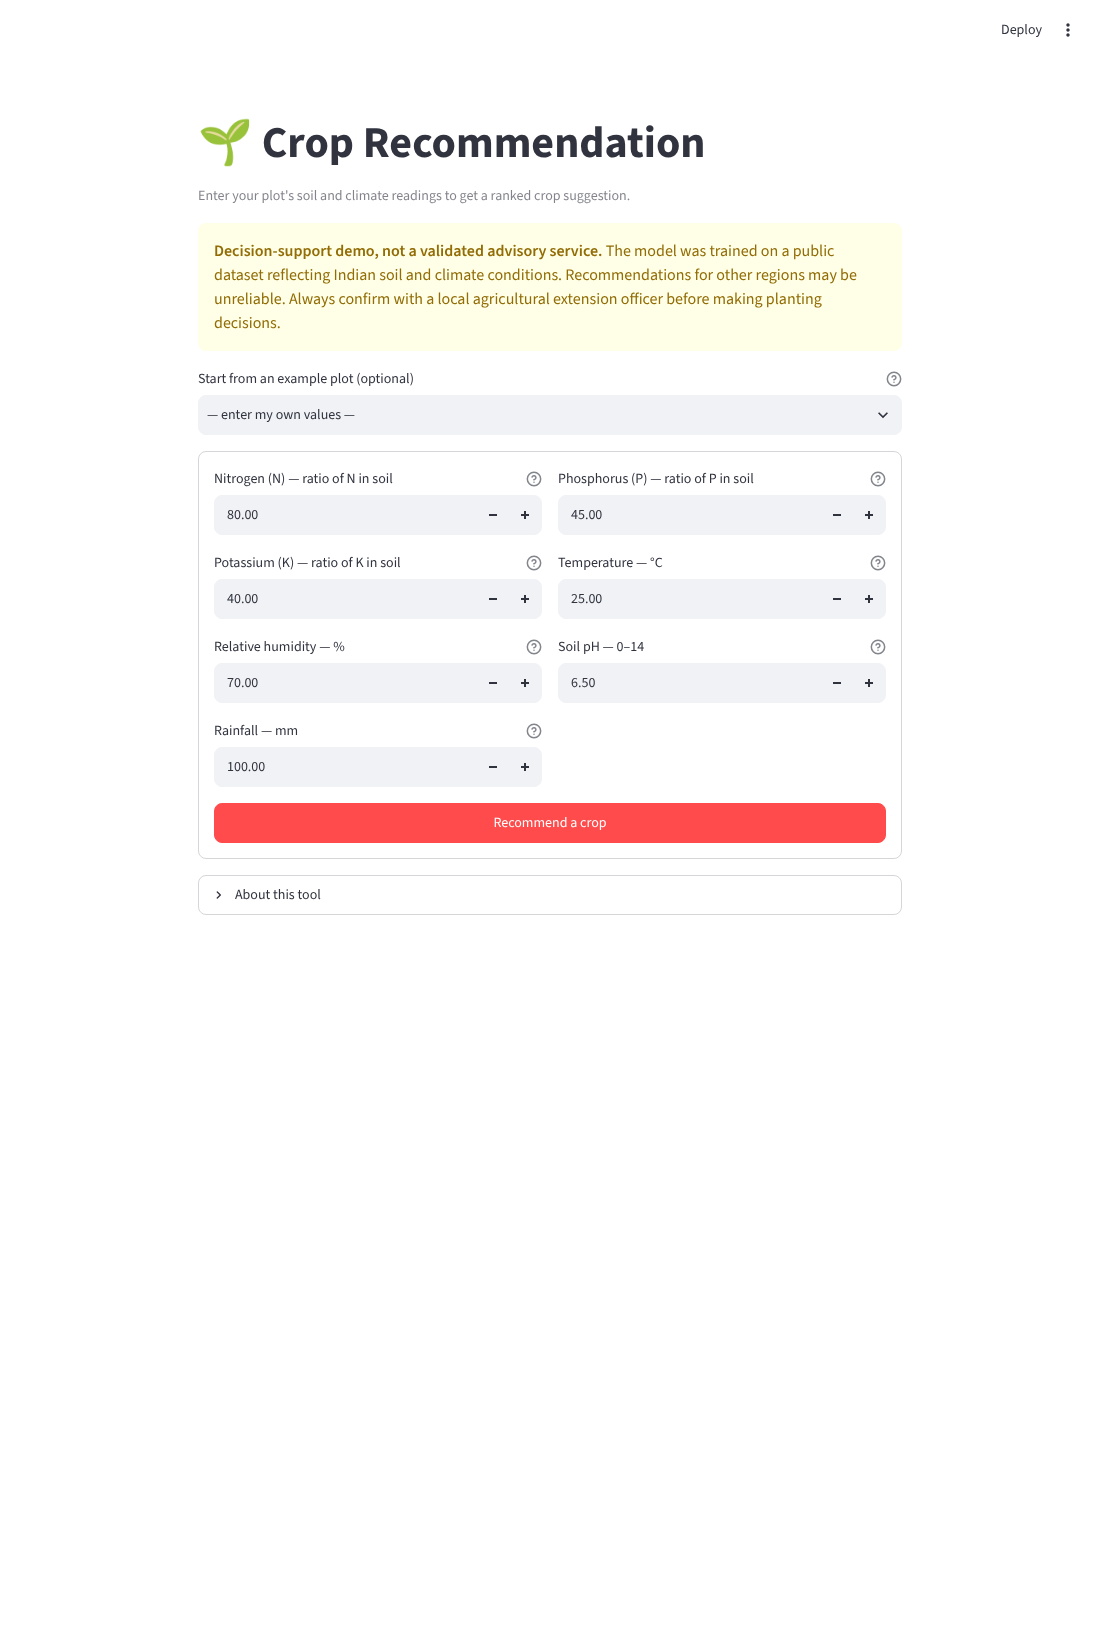 Deploy
Crop Recommendation
Enter your plot's soil and climate readings to get a ranked crop suggestion.
Decision-support demo, not a validated advisory service. The model was trained on a public
dataset reflecting Indian soil and climate conditions. Recommendations for other regions may be
unreliable. Always confirm with a local agricultural extension officer before making planting
decisions.
Start from an example plot (optional)
— enter my own values —
Nitrogen (N) — ratio of N in soil
80.00
Phosphorus (P) — ratio of P in soil
45.00
Potassium (K) — ratio of K in soil
40.00
Temperature — °C
25.00
Relative humidity — %
70.00
Soil pH — 0–14
6.50
Rainfall — mm
100.00
Recommend a crop
About this tool